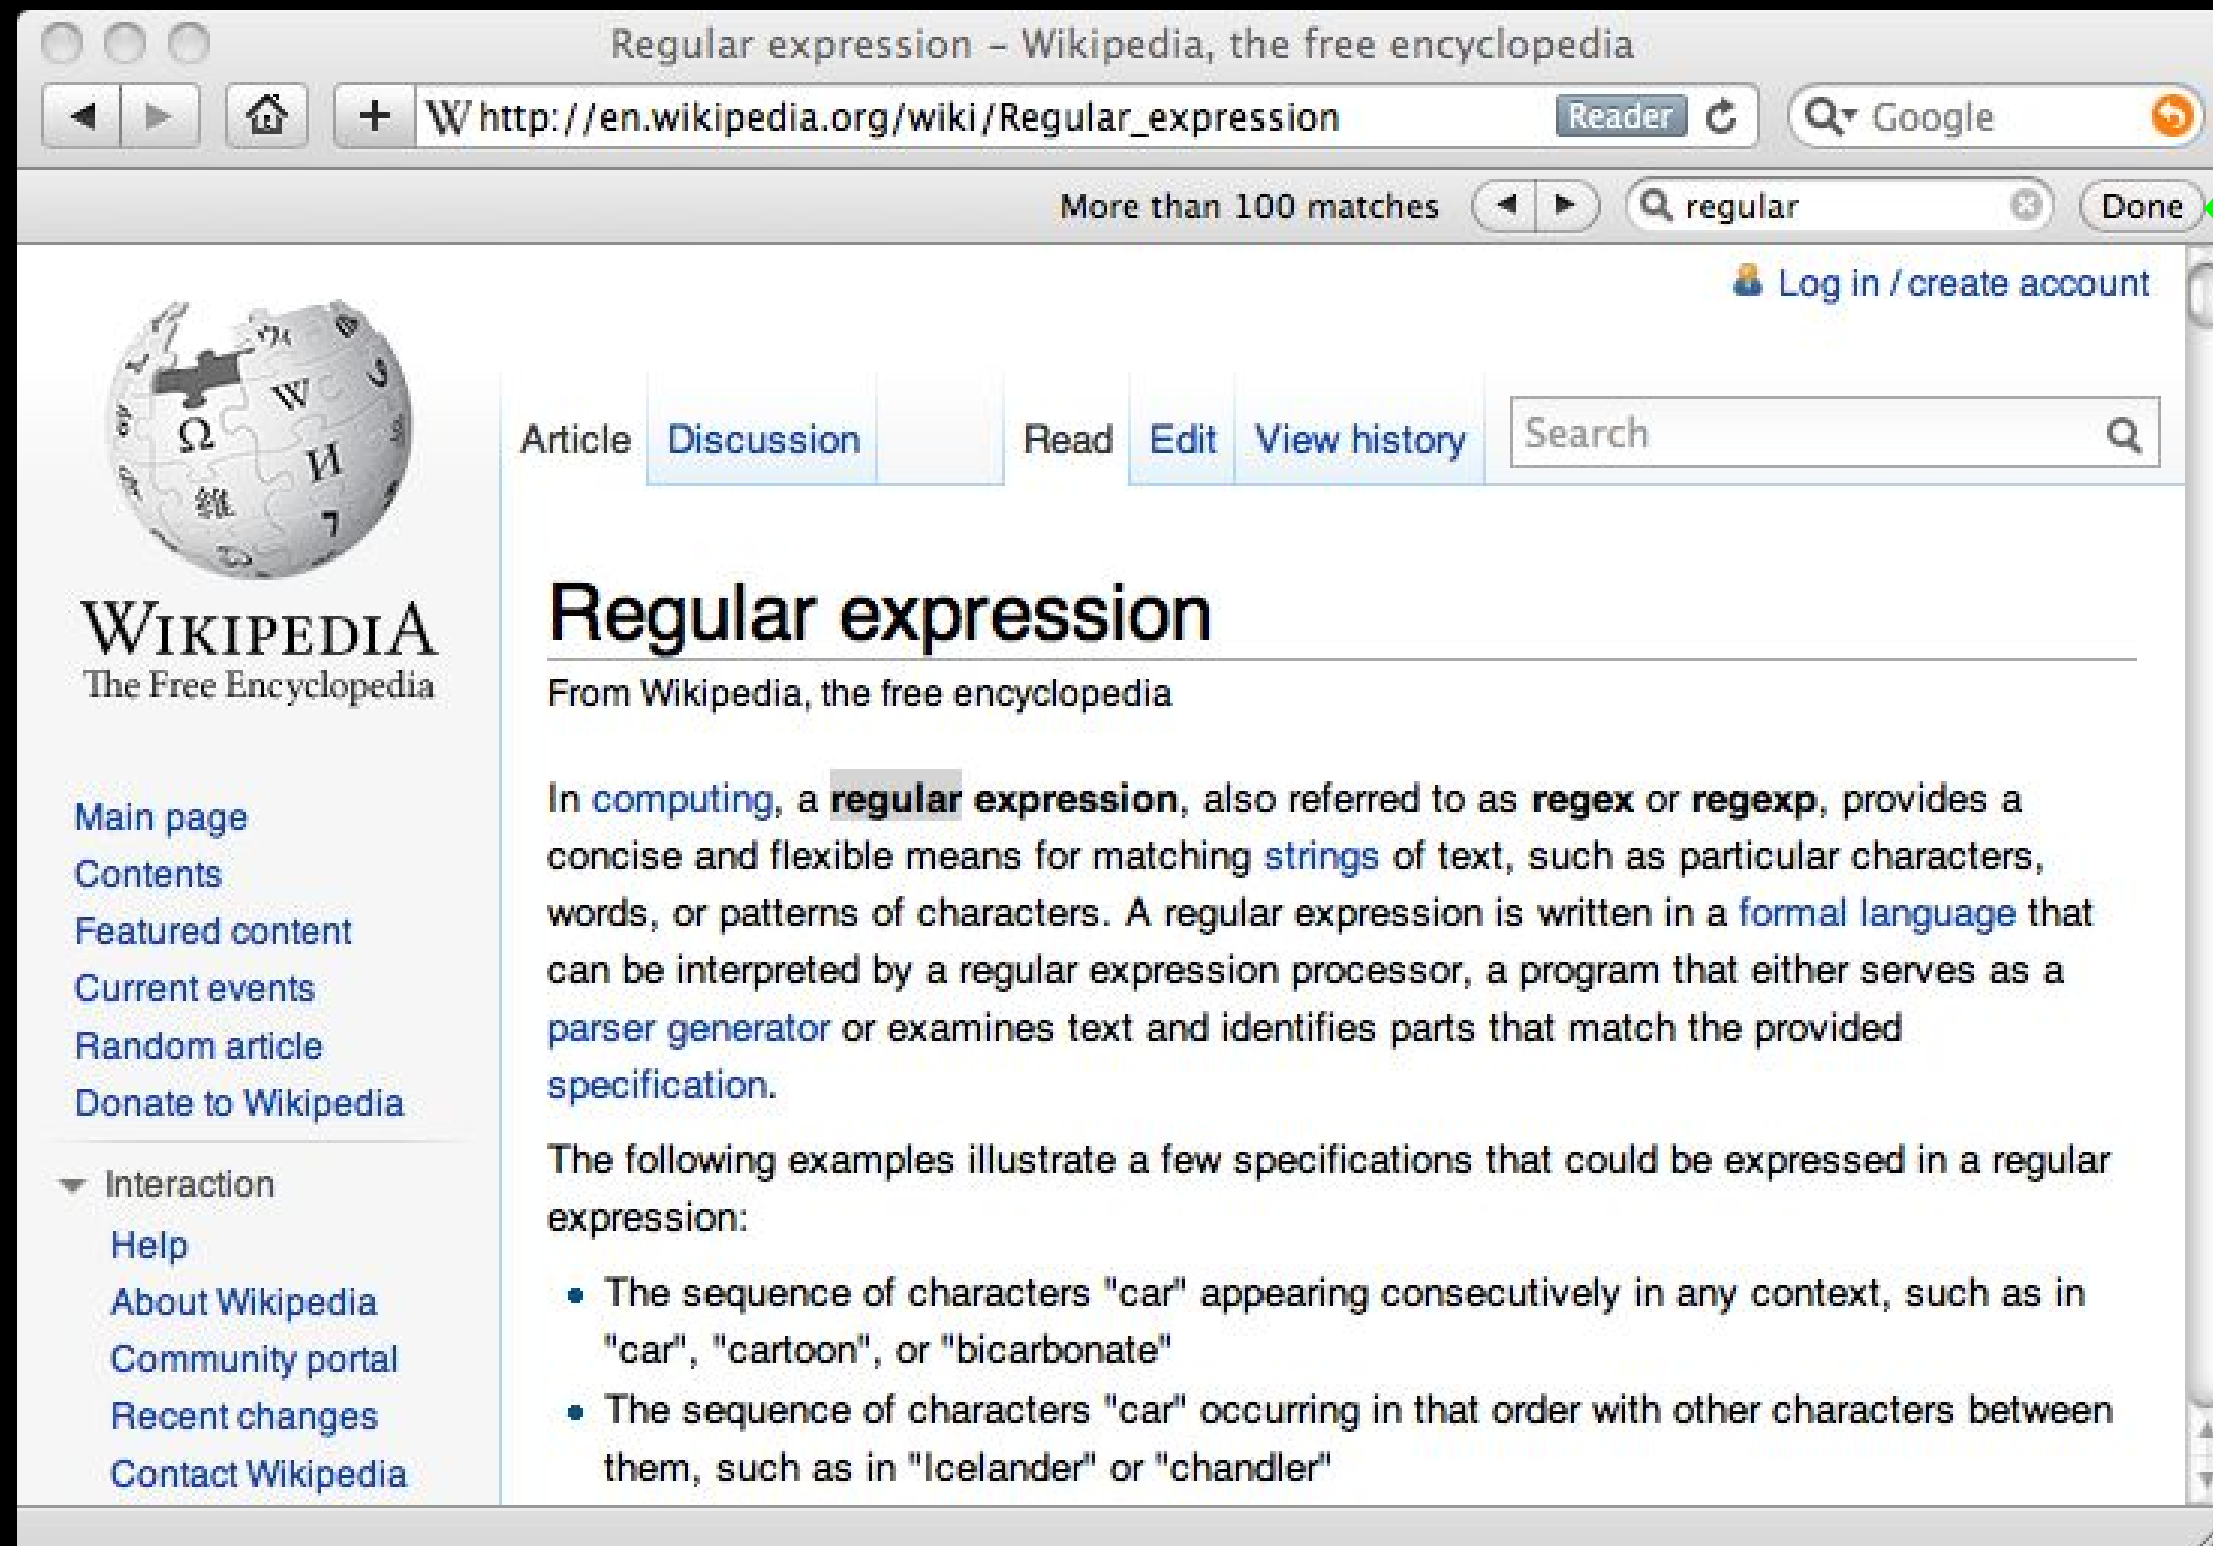 Regular expression – Wikipedia, the free encyclopedia
+ W http://en.wikipedia.org/wiki/Regular_expression Reader Google
More than 100 matches regular Done
Log in / create account
Ω W И 維 7
Article Discussion Read Edit View history Search
WIKIPEDIA
The Free Encyclopedia
Main page
Contents
Featured content
Current events
Random article
Donate to Wikipedia
Interaction
Help
About Wikipedia
Community portal
Recent changes
Contact Wikipedia
Regular expression
From Wikipedia, the free encyclopedia
In computing, a regular expression, also referred to as regex or regexp, provides a
concise and flexible means for matching strings of text, such as particular characters,
words, or patterns of characters. A regular expression is written in a formal language that
can be interpreted by a regular expression processor, a program that either serves as a
parser generator or examines text and identifies parts that match the provided
specification.
The following examples illustrate a few specifications that could be expressed in a regular
expression:
• The sequence of characters "car" appearing consecutively in any context, such as in
"car", "cartoon", or "bicarbonate"
• The sequence of characters "car" occurring in that order with other characters between
them, such as in "Icelander" or "chandler"